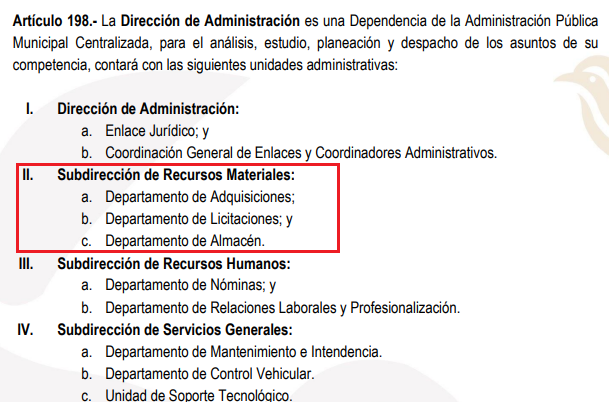 Artículo 198.- La Dirección de Administración es una Dependencia de la Administración Pública
Municipal Centralizada, para el análisis, estudio, planeación y despacho de los asuntos de su
competencia, contará con las siguientes unidades administrativas:
I. Dirección de Administración:
a. Enlace Jurídico; y
b. Coordinación General de Enlaces y Coordinadores Administrativos.
II. Subdirección de Recursos Materiales:
a. Departamento de Adquisiciones;
b. Departamento de Licitaciones; y
c. Departamento de Almacén.
III. Subdirección de Recursos Humanos:
a. Departamento de Nóminas; y
b. Departamento de Relaciones Laborales y Profesionalización.
IV. Subdirección de Servicios Generales:
a. Departamento de Mantenimiento e Intendencia.
b. Departamento de Control Vehicular.
c. Unidad de Soporte Tecnológico.